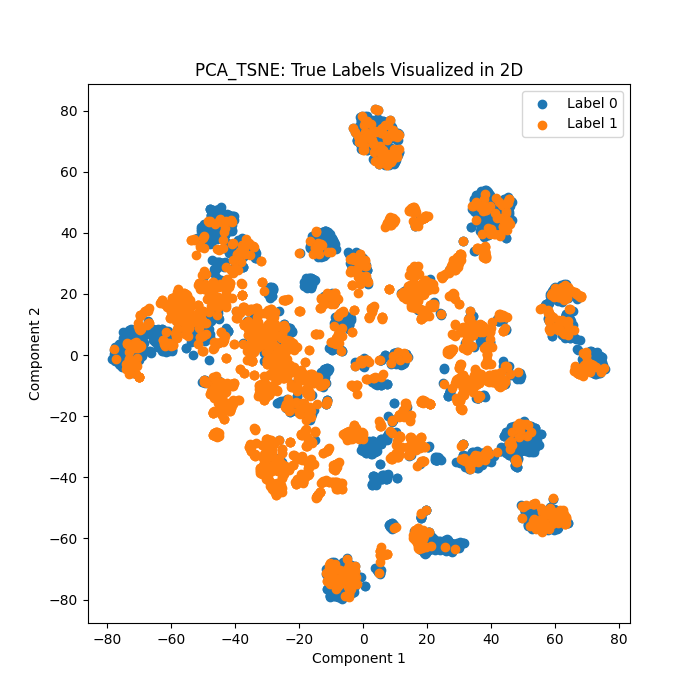 PCA_TSNE: True Labels Visualized in 2D
Label 0
Label 1
80
60
40
20
0
−20
−40
−60
−80
Component 2
−80 −60 −40 −20 0 20 40 60 80
Component 1